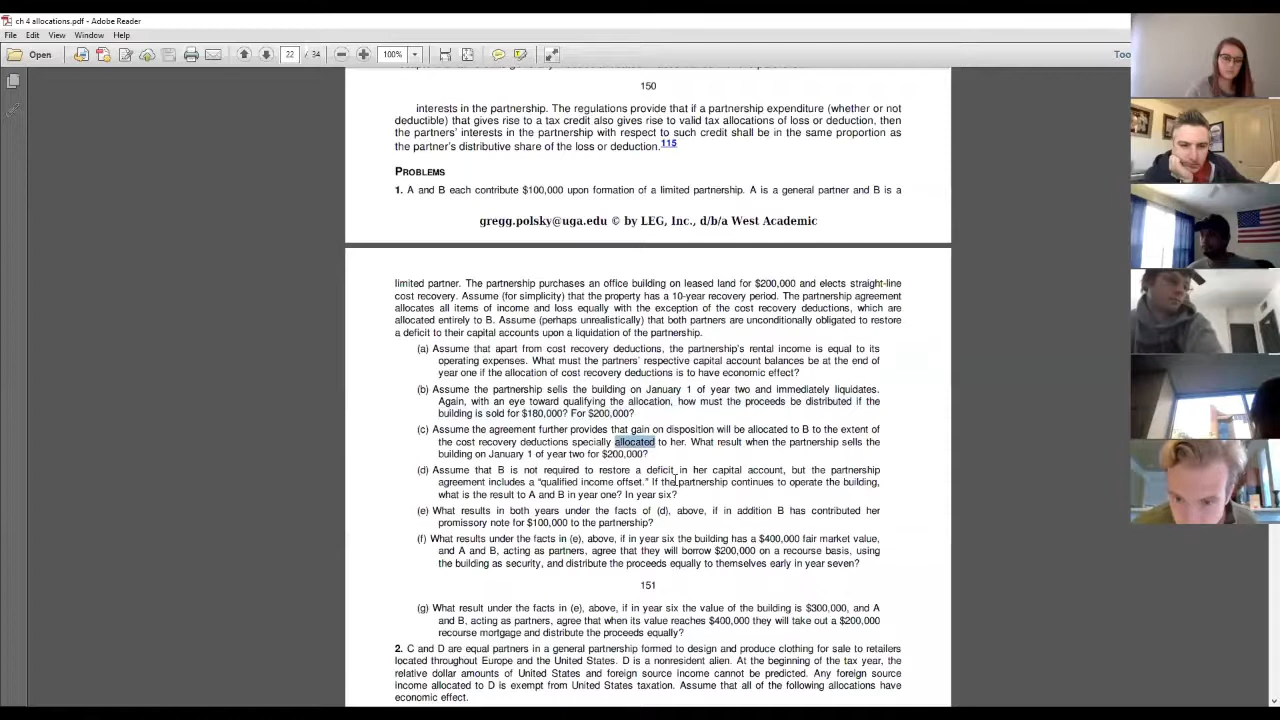 ch 4 allocations.pdf - Adobe Reader
File Edit View Window Help
Open 22 / 34 100% Too
150
interests in the partnership. The regulations provide that if a partnership expenditure (whether or not
deductible) that gives rise to a tax credit also gives rise to valid tax allocations of loss or deduction, then
the partners' interests in the partnership with respect to such credit shall be in the same proportion as
the partner's distributive share of the loss or deduction.115
PROBLEMS
1. A and B each contribute $100,000 upon formation of a limited partnership. A is a general partner and B is a
gregg.polsky@uga.edu © by LEG, Inc., d/b/a West Academic
limited partner. The partnership purchases an office building on leased land for $200,000 and elects straight-line
cost recovery. Assume (for simplicity) that the property has a 10-year recovery period. The partnership agreement
allocates all items of income and loss equally with the exception of the cost recovery deductions, which are
allocated entirely to B. Assume (perhaps unrealistically) that both partners are unconditionally obligated to restore
a deficit to their capital accounts upon a liquidation of the partnership.
(a) Assume that apart from cost recovery deductions, the partnership's rental income is equal to its
operating expenses. What must the partners' respective capital account balances be at the end of
year one if the allocation of cost recovery deductions is to have economic effect?
(b) Assume the partnership sells the building on January 1 of year two and immediately liquidates.
Again, with an eye toward qualifying the allocation, how must the proceeds be distributed if the
building is sold for $180,000? For $200,000?
(c) Assume the agreement further provides that gain on disposition will be allocated to B to the extent of
the cost recovery deductions specially allocated to her. What result when the partnership sells the
building on January 1 of year two for $200,000?
(d) Assume that B is not required to restore a deficit in her capital account, but the partnership
agreement includes a "qualified income offset." If the partnership continues to operate the building,
what is the result to A and B in year one? In year six?
(e) What results in both years under the facts of (d), above, if in addition B has contributed her
promissory note for $100,000 to the partnership?
(f) What results under the facts in (e), above, if in year six the building has a $400,000 fair market value,
and A and B, acting as partners, agree that they will borrow $200,000 on a recourse basis, using
the building as security, and distribute the proceeds equally to themselves early in year seven?
151
(g) What result under the facts in (e), above, if in year six the value of the building is $300,000, and A
and B, acting as partners, agree that when its value reaches $400,000 they will take out a $200,000
recourse mortgage and distribute the proceeds equally?
2. C and D are equal partners in a general partnership formed to design and produce clothing for sale to retailers
located throughout Europe and the United States. D is a nonresident alien. At the beginning of the tax year, the
relative dollar amounts of United States and foreign source income cannot be predicted. Any foreign source
income allocated to D is exempt from United States taxation. Assume that all of the following allocations have
economic effect.